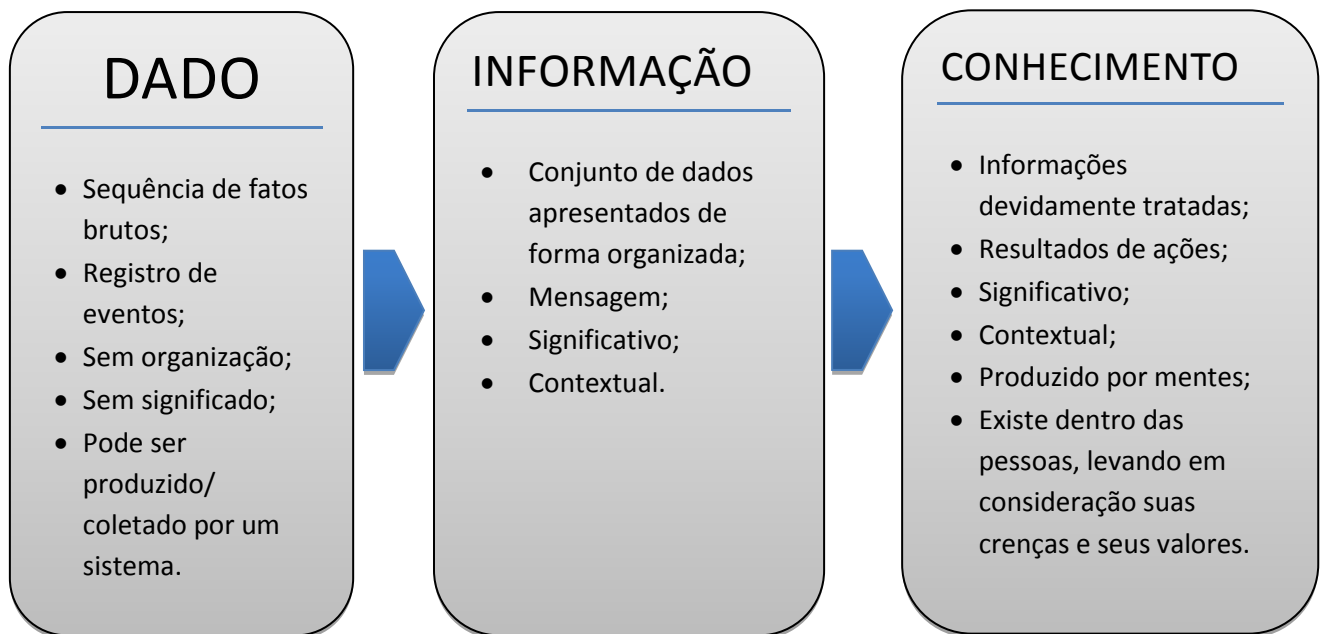 DADO
• Sequência de fatos
brutos;
• Registro de
eventos;
• Sem organização;
• Sem significado;
• Pode ser
produzido/
coletado por um
sistema.
INFORMAÇÃO
• Conjunto de dados
apresentados de
forma organizada;
• Mensagem;
• Significativo;
• Contextual.
CONHECIMENTO
• Informações
devidamente tratadas;
• Resultados de ações;
• Significativo;
• Contextual;
• Produzido por mentes;
• Existe dentro das
pessoas, levando em
consideração suas
crenças e seus valores.